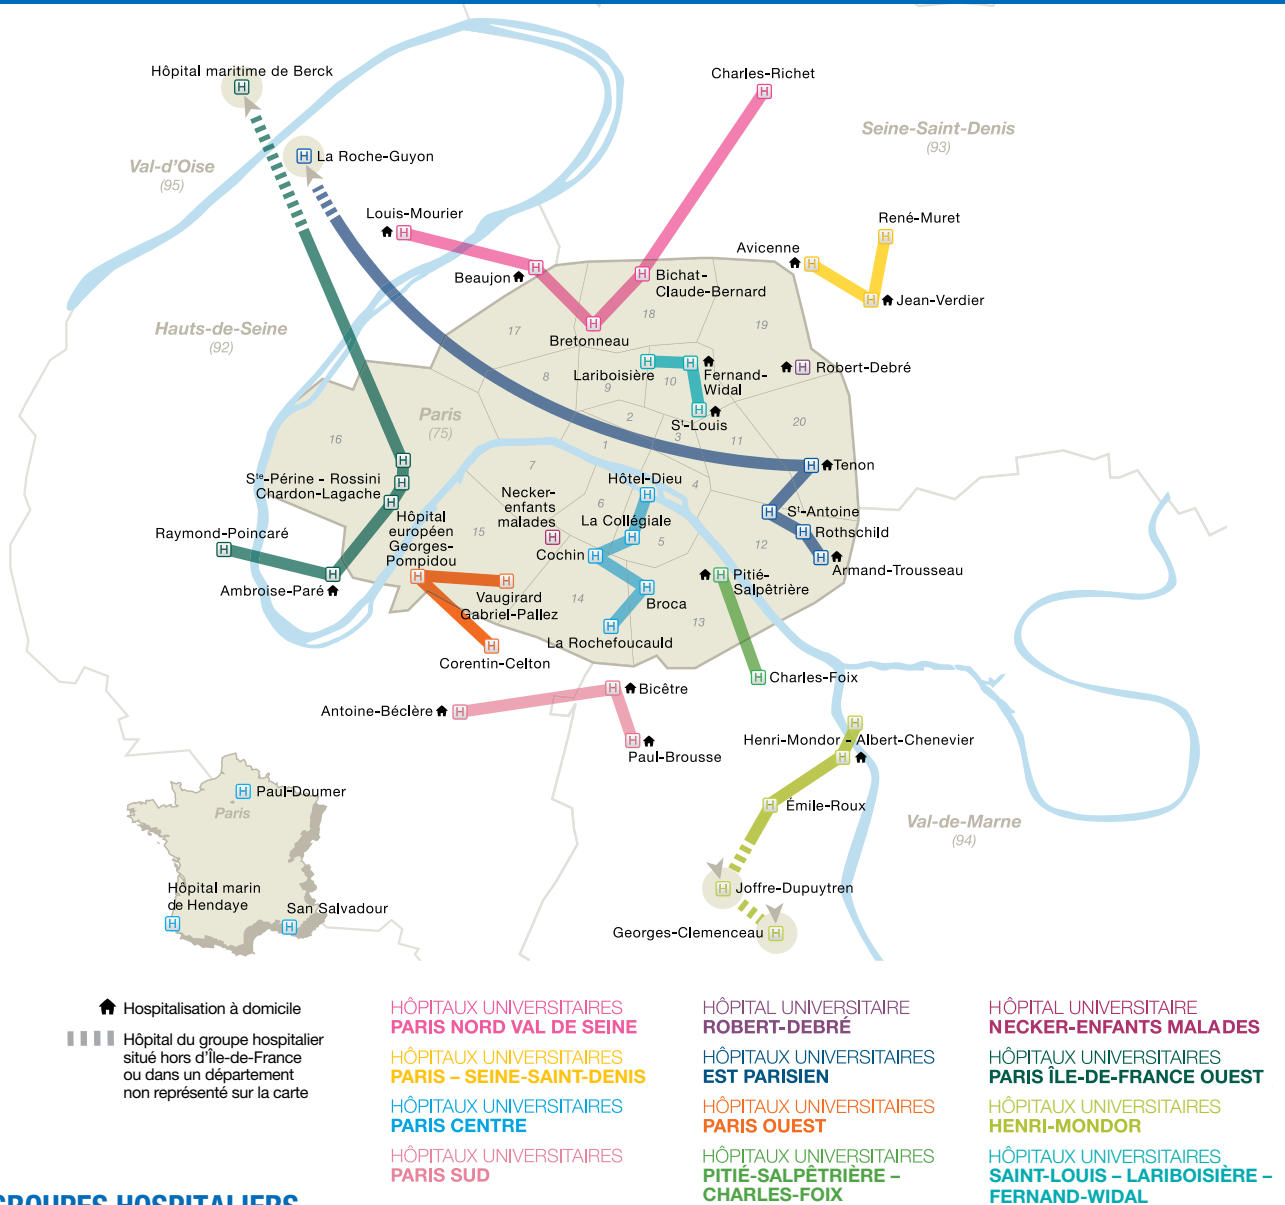 Hôpital maritime de Berck
Charles-Richet
Seine-Saint-Denis
(93)
Val-d'Oise
(95)
La Roche-Guyon
Louis-Mourier
René-Muret
Avicenne
Beaujon
Bichat-
Claude-Bernard
Jean-Verdier
Hauts-de-Seine
(92)
17
18
19
Bretonneau
Lariboisière
Fernand-
Widal
Robert-Debré
8
9
10
Paris
(75)
2
St-Louis
16
1
3
11
20
7
Tenon
Ste-Périne - Rossini
Chardon-Lagache
Hôtel-Dieu
4
Necker-
enfants
malades
6
La Collégiale
St-Antoine
Hôpital
européen
Georges-
Pompidou
15
Rothschild
Raymond-Poincaré
Cochin
5
12
Armand-Trousseau
Ambroise-Paré
Vaugirard
Gabriel-Pallez
14
Broca
Pitié-
Salpêtrière
13
La Rochefoucauld
Corentin-Celton
Charles-Foix
Bicêtre
Antoine-Béclère
Henri-Mondor - Albert-Chenevier
Paul-Brousse
Paul-Doumer
Paris
Émile-Roux
Val-de-Marne
(94)
Hôpital marin
de Hendaye
San Salvadour
Joffre-Dupuytren
Georges-Clemenceau
Hospitalisation à domicile
Hôpital du groupe hospitalier
situé hors d'Île-de-France
ou dans un département
non représenté sur la carte
HÔPITAUX UNIVERSITAIRES
PARIS NORD VAL DE SEINE
HÔPITAUX UNIVERSITAIRES
PARIS – SEINE-SAINT-DENIS
HÔPITAUX UNIVERSITAIRES
PARIS CENTRE
HÔPITAUX UNIVERSITAIRES
PARIS SUD
HÔPITAL UNIVERSITAIRE
ROBERT-DEBRÉ
HÔPITAUX UNIVERSITAIRES
EST PARISIEN
HÔPITAUX UNIVERSITAIRES
PARIS OUEST
HÔPITAUX UNIVERSITAIRES
PITIÉ-SALPÊTRIÈRE –
CHARLES-FOIX
HÔPITAL UNIVERSITAIRE
NECKER-ENFANTS MALADES
HÔPITAUX UNIVERSITAIRES
PARIS ÎLE-DE-FRANCE OUEST
HÔPITAUX UNIVERSITAIRES
HENRI-MONDOR
HÔPITAUX UNIVERSITAIRES
SAINT-LOUIS – LARIBOISIÈRE –
FERNAND-WIDAL
GROUPES HOSPITALIERS